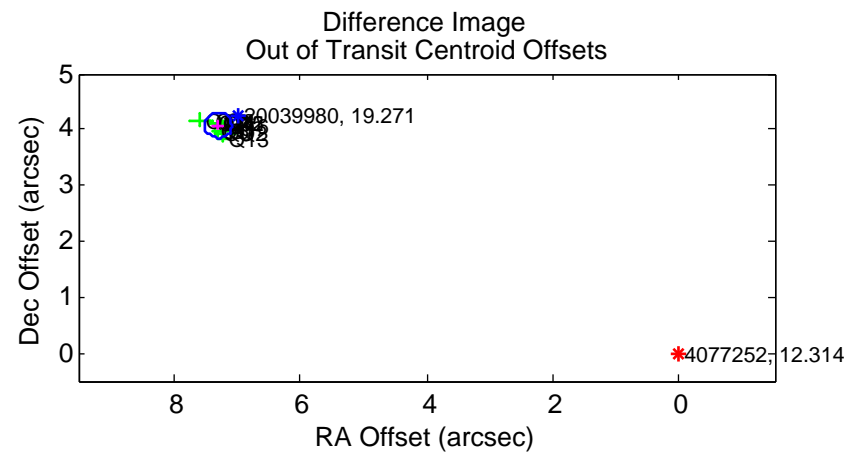 Difference Image
Out of Transit Centroid Offsets
5
4
3
2
1
0
Dec Offset (arcsec)
20039980, 19.271
Q13
4077252, 12.314
8
6
4
2
0
RA Offset (arcsec)